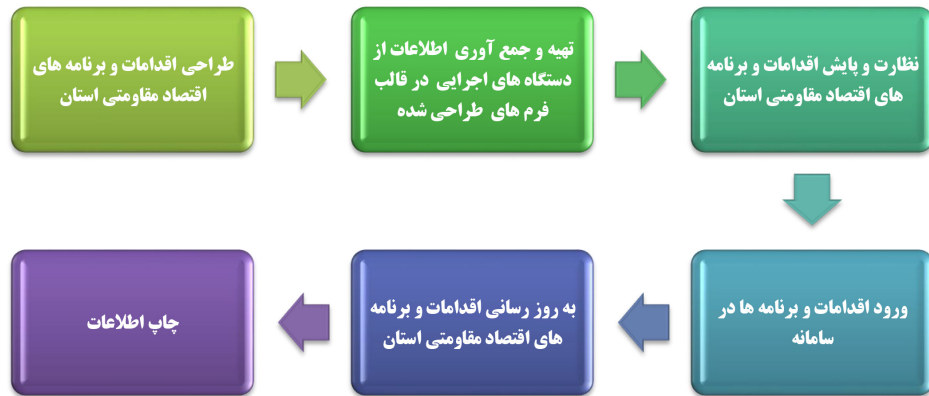 طراحی اقدامات و برنامه های
اقتصاد مقاومتی استان
تهیه و جمع آوری اطلاعات از
دستگاه های اجرایی در قالب
فرم های طراحی شده
نظارت و پایش اقدامات و برنامه
های اقتصاد مقاومتی استان
ورود اقدامات و برنامه ها در
سامانه
به روز رسانی اقدامات و برنامه
های اقتصاد مقاومتی استان
چاپ اطلاعات